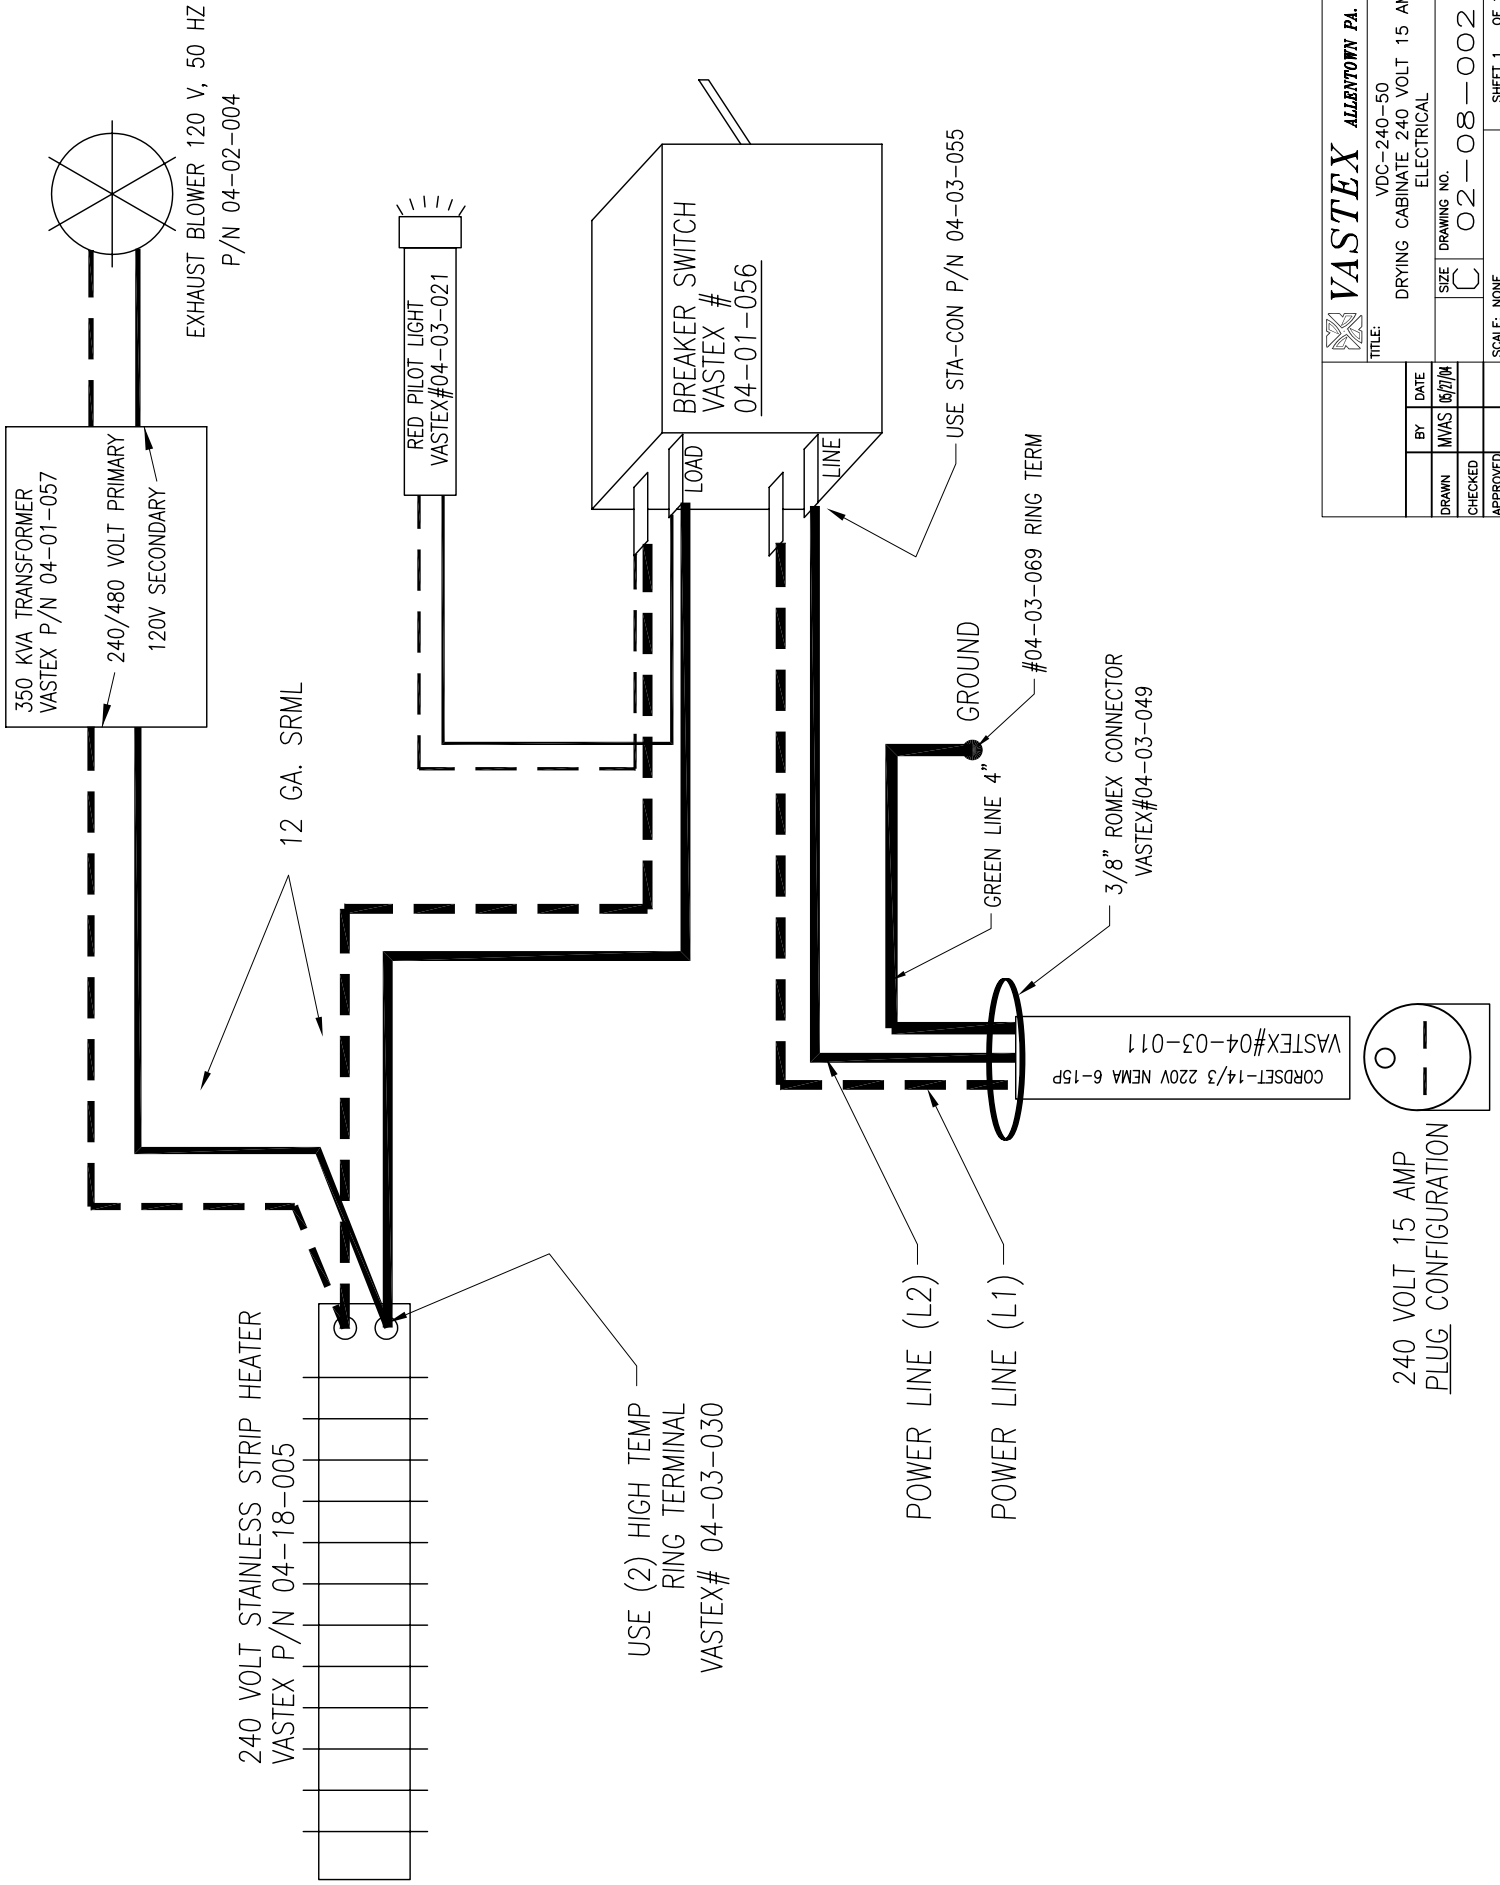 350 KVA TRANSFORMER
VASTEX P/N 04-01-057
240/480 VOLT PRIMARY
120V SECONDARY
EXHAUST BLOWER 120 V, 50 HZ
P/N 04-02-004
12 GA. SRML
RED PILOT LIGHT
VASTEX#04-03-021
BREAKER SWITCH
VASTEX #
04-01-056
LOAD
LINE
USE STA-CON P/N 04-03-055
240 VOLT STAINLESS STRIP HEATER
VASTEX P/N 04-18-005
USE (2) HIGH TEMP
RING TERMINAL
VASTEX# 04-03-030
GROUND
#04-03-069 RING TERM
GREEN LINE 4"
3/8" ROMEX CONNECTOR
VASTEX#04-03-049
POWER LINE (L2)
POWER LINE (L1)
CORDSET-14/3 220V NEMA 6-15P
VASTEX#04-03-011
240 VOLT 15 AMP
PLUG CONFIGURATION
VASTEX ALLENTOWN PA.
TITLE:
VDC-240-50
DRYING CABINATE 240 VOLT 15
ELECTRICAL
BY DATE
DRAWN MVAS 05/27/04
CHECKED
APPROVED
SIZE
C
DRAWING NO.
02-08-002
SCALE: NONE
SHEET 1 OF